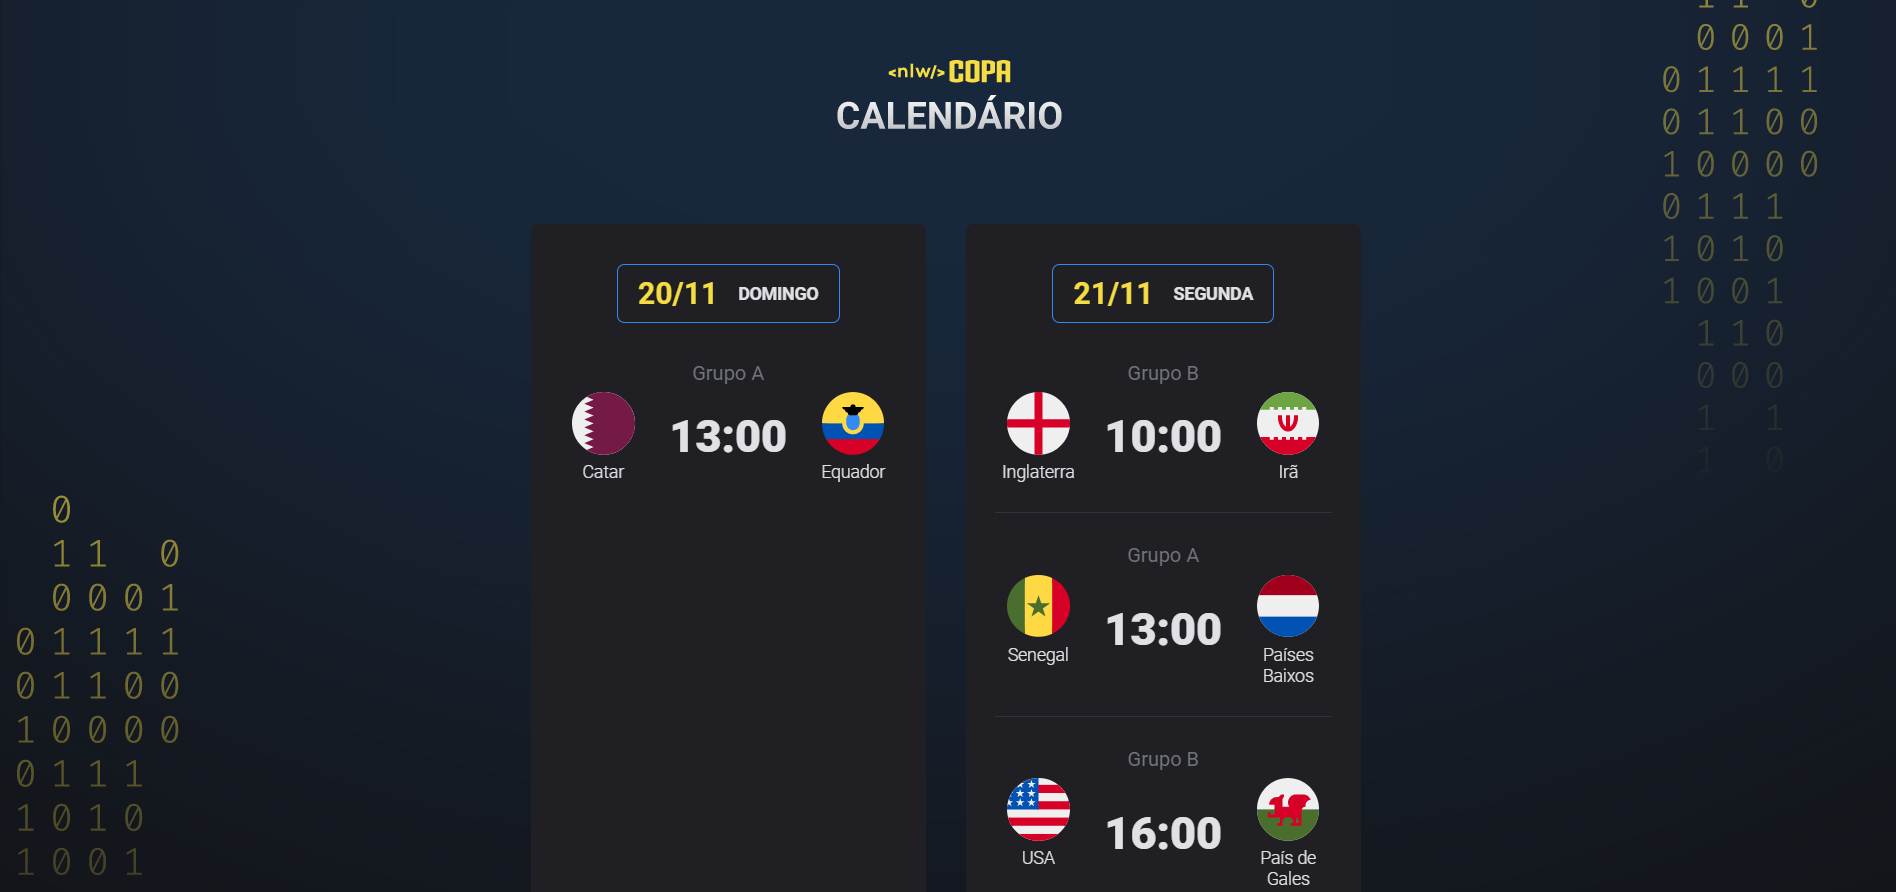 <nlw/> COPA
CALENDÁRIO
20/11 DOMINGO
Grupo A
13:00
Catar
Equador
21/11 SEGUNDA
Grupo B
10:00
Inglaterra
Irã
Grupo A
13:00
Senegal
Países
Baixos
Grupo B
16:00
USA
País de
Gales
0
1 1 0
0 0 0 1
0 1 1 1 1
0 1 1 0 0
1 0 0 0 0
0 1 1 1
1 0 1 0
1 0 0 1
1 1 0
0 0 0 1
0 1 1 1 1
0 1 1 0 0
1 0 0 0 0
0 1 1 1
1 0 1 0
1 0 0 1
1 1 0
0 0 0
1 1
1 0